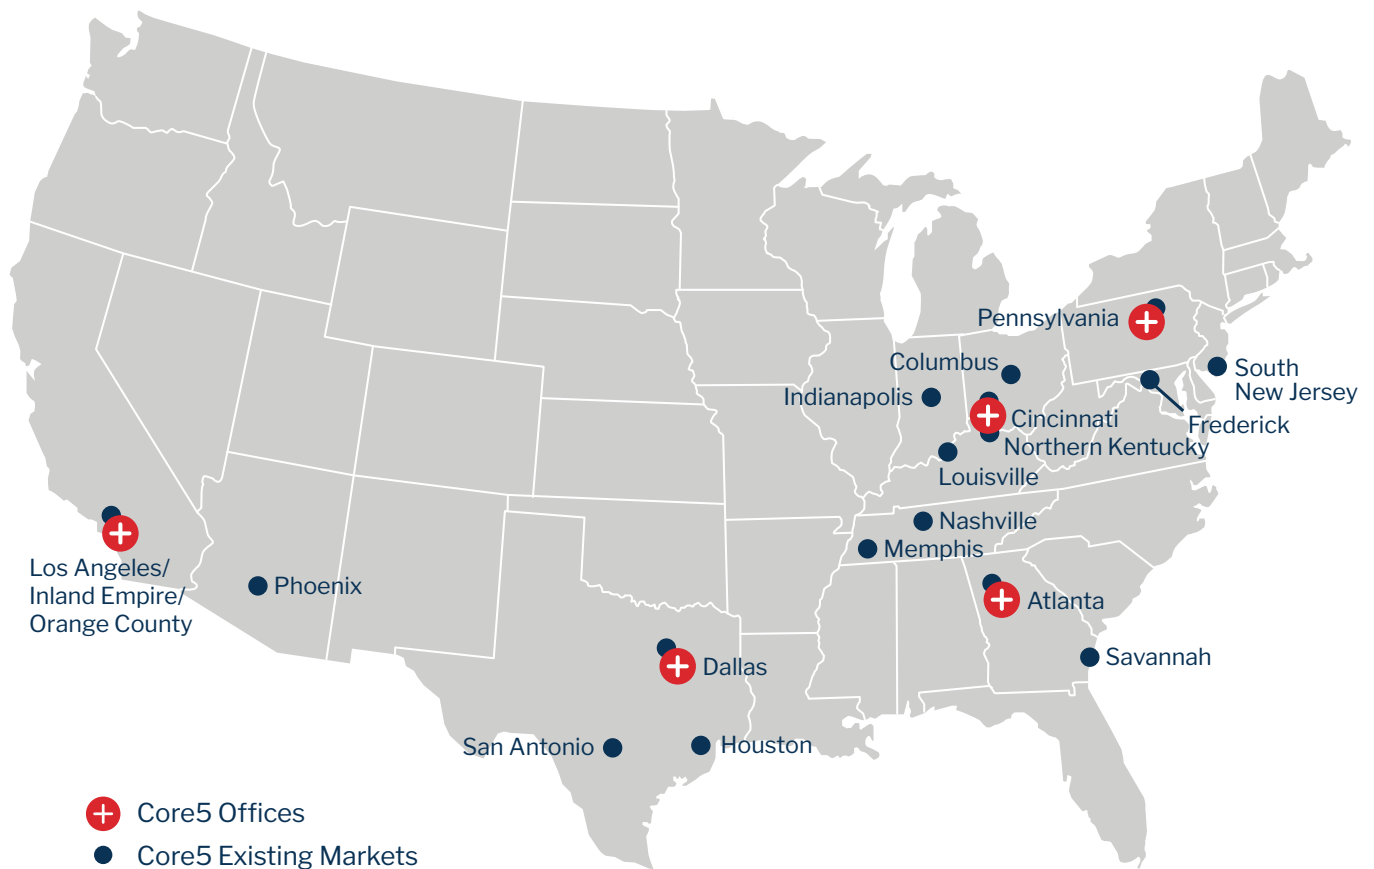 Pennsylvania
Columbus
South
New Jersey
Indianapolis
Cincinnati
Frederick
Northern Kentucky
Louisville
Nashville
Memphis
Los Angeles/
Inland Empire/
Orange County
Phoenix
Atlanta
Savannah
Dallas
San Antonio
Houston
Core5 Offices
Core5 Existing Markets